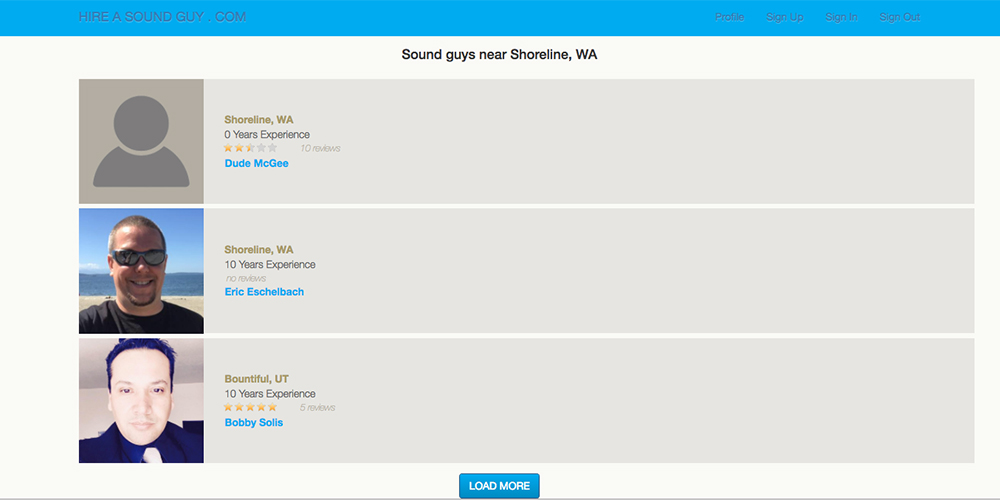 HIRE A SOUND GUY . COM
Profile Sign Up Sign In Sign Out
Sound guys near Shoreline, WA
Shoreline, WA
0 Years Experience
10 reviews
Dude McGee
Shoreline, WA
10 Years Experience
no reviews
Eric Eschelbach
Bountiful, UT
10 Years Experience
5 reviews
Bobby Solis
LOAD MORE